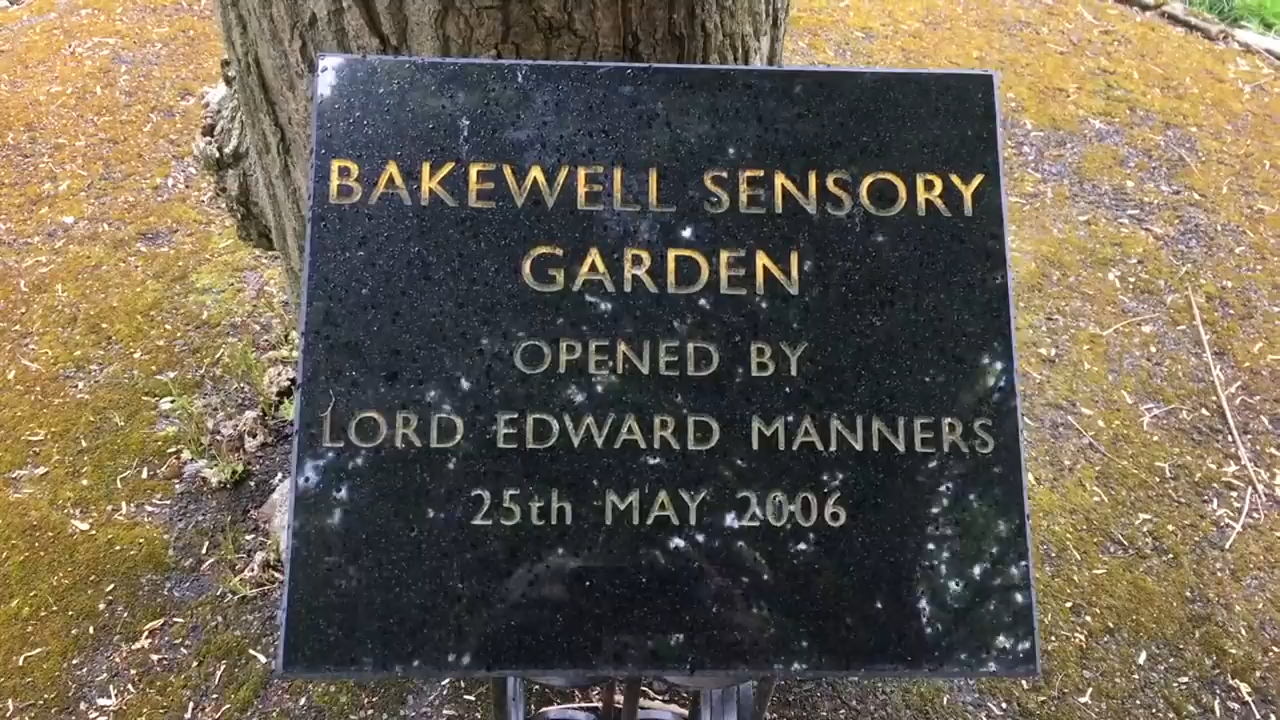 BAKEWELL SENSORY
GARDEN
OPENED BY
LORD EDWARD MANNERS
25th MAY 2006